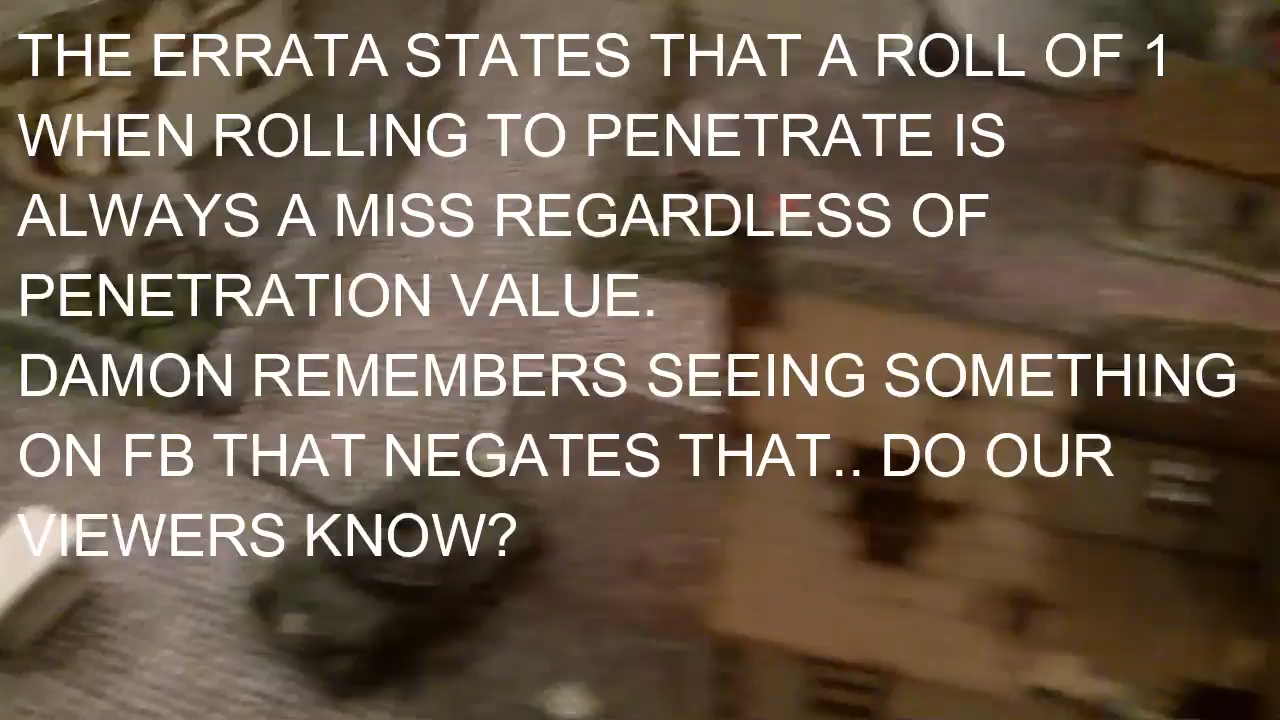 THE ERRATA STATES THAT A ROLL OF 1
WHEN ROLLING TO PENETRATE IS
ALWAYS A MISS REGARDLESS OF
PENETRATION VALUE.
DAMON REMEMBERS SEEING SOMETHING
ON FB THAT NEGATES THAT.. DO OUR
VIEWERS KNOW?